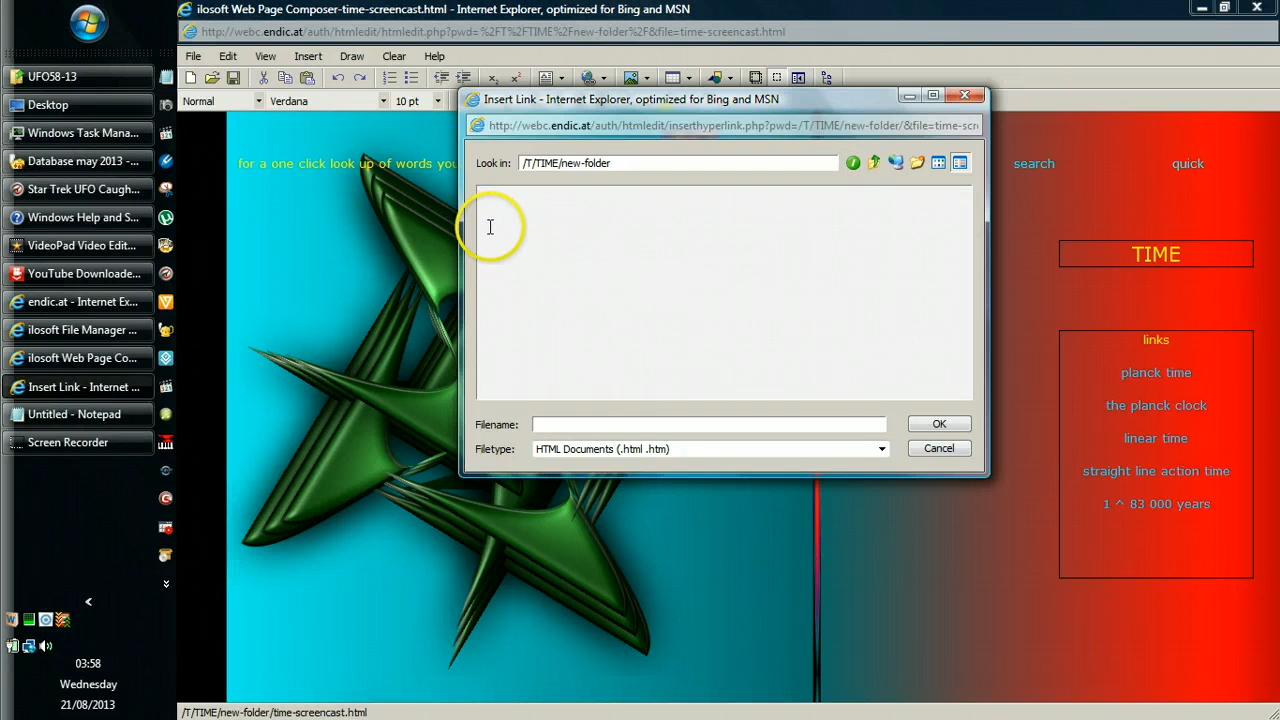 ilosoft Web Page Composer-time-screencast.html - Internet Explorer, optimized for Bing and MSN
http://webc.endic.at/auth/htmledit/htmledit.php?pwd=%2FT%2FTIME%2Fnew-folder%2F&file=time-screencast.html
File Edit View Insert Draw Clear Help
Normal Verdana 10 pt
UFO58-13
Desktop
Windows Task Mana...
Database may 2013 -...
Star Trek UFO Caugh...
Windows Help and S...
VideoPad Video Edit...
YouTube Downloade...
endic.at - Internet Ex...
ilosoft File Manager ...
ilosoft Web Page Co...
Insert Link - Internet ...
Untitled - Notepad
Screen Recorder
03:58
Wednesday
21/08/2013
for a one click look up of words you
search
quick
Insert Link - Internet Explorer, optimized for Bing and MSN
http://webc.endic.at/auth/htmledit/inserthyperlink.php?pwd=/T/TIME/new-folder/&file=time-scre
Look in: /T/TIME/new-folder
Filename:
OK
Filetype: HTML Documents (.html .htm)
Cancel
TIME
links
planck time
the planck clock
linear time
straight line action time
1 ^ 83 000 years
/T/TIME/new-folder/time-screencast.html